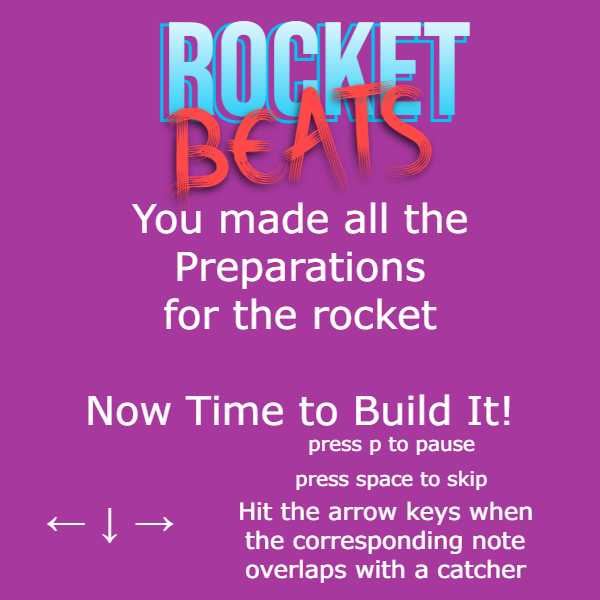 ROCKET
BEATS
You made all the
Preparations
for the rocket
Now Time to Build It!
press p to pause
press space to skip
← ↓ →
Hit the arrow keys when
the corresponding note
overlaps with a catcher